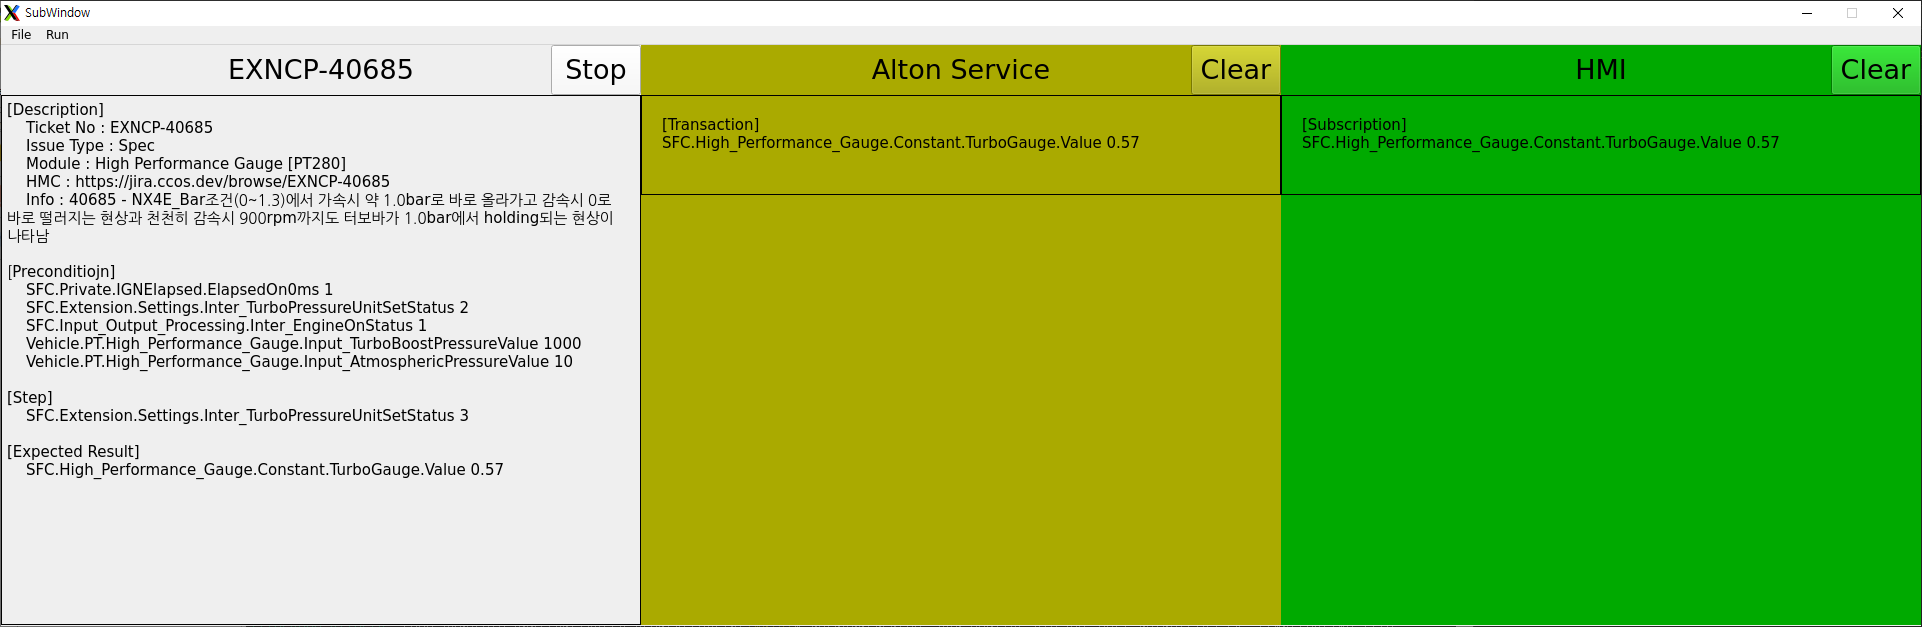 SubWindow
File Run
EXNCP-40685
Stop
Alton Service
Clear
HMI
Clear
[Description]
Ticket No : EXNCP-40685
Issue Type : Spec
Module : High Performance Gauge [PT280]
HMC : https://jira.ccos.dev/browse/EXNCP-40685
Info : 40685 - NX4E_Bar조건(0~1.3)에서 가속시 약 1.0bar로 바로 올라가고 감속시 0로
바로 떨러지는 현상과 천천히 감속시 900rpm까지도 터보바가 1.0bar에서 holding되는 현상이
나타남
[Preconditiojn]
SFC.Private.IGNElapsed.ElapsedOn0ms 1
SFC.Extension.Settings.Inter_TurboPressureUnitSetStatus 2
SFC.Input_Output_Processing.Inter_EngineOnStatus 1
Vehicle.PT.High_Performance_Gauge.Input_TurboBoostPressureValue 1000
Vehicle.PT.High_Performance_Gauge.Input_AtmosphericPressureValue 10
[Step]
SFC.Extension.Settings.Inter_TurboPressureUnitSetStatus 3
[Expected Result]
SFC.High_Performance_Gauge.Constant.TurboGauge.Value 0.57
[Transaction]
SFC.High_Performance_Gauge.Constant.TurboGauge.Value 0.57
[Subscription]
SFC.High_Performance_Gauge.Constant.TurboGauge.Value 0.57